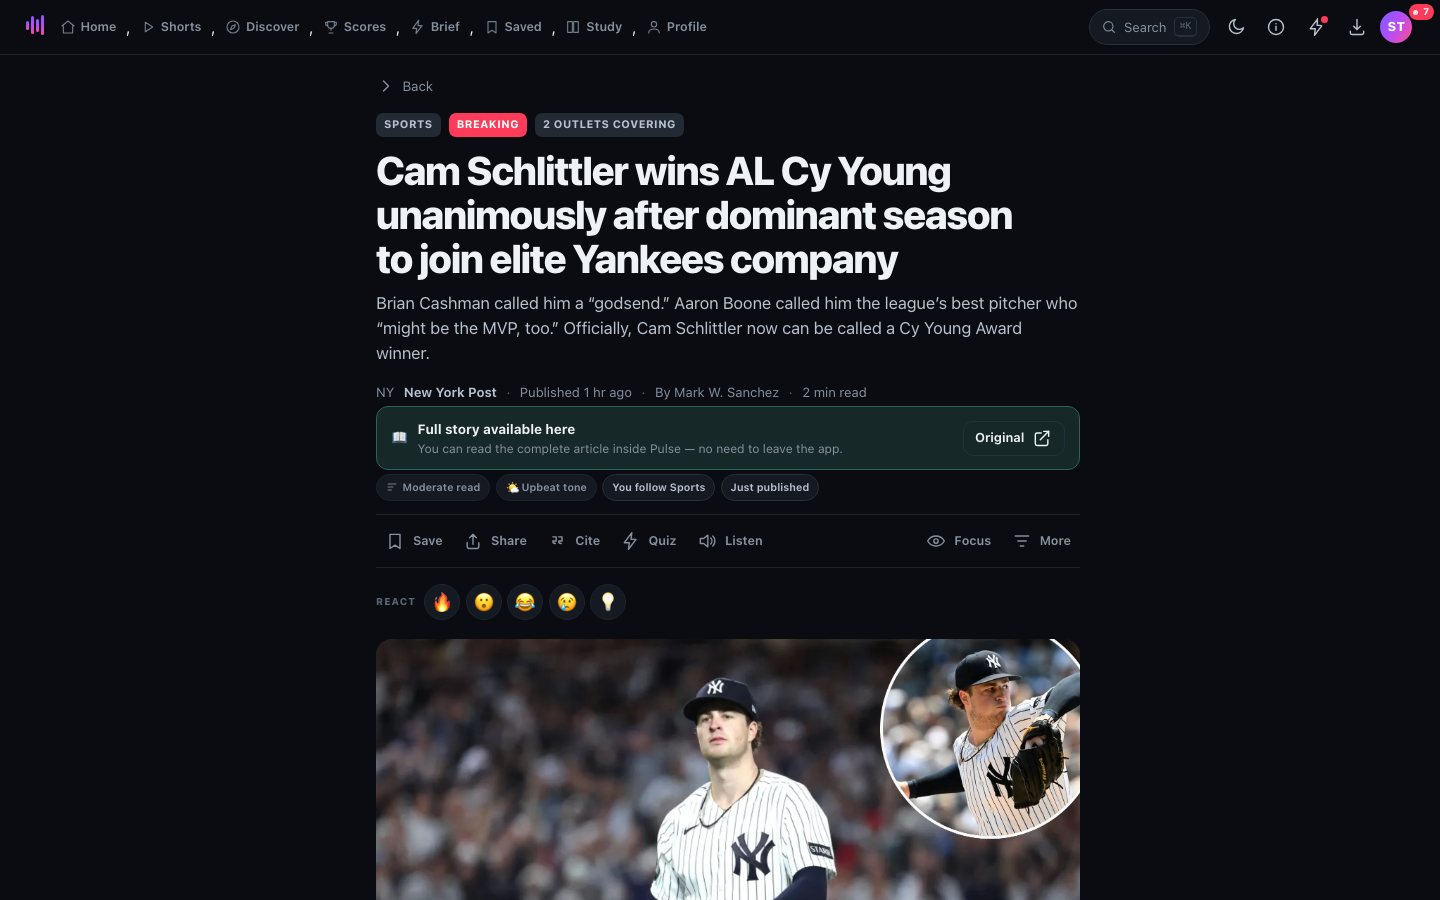 Home , Shorts , Discover , Scores , Brief , Saved , Study , Profile
Search ⌘K
ST
7
Back
SPORTS BREAKING 2 OUTLETS COVERING
Cam Schlittler wins AL Cy Young
unanimously after dominant season
to join elite Yankees company
Brian Cashman called him a “godsend.” Aaron Boone called him the league’s best pitcher who
“might be the MVP, too.” Officially, Cam Schlittler now can be called a Cy Young Award
winner.
NY New York Post · Published 1 hr ago · By Mark W. Sanchez · 2 min read
Full story available here
You can read the complete article inside Pulse — no need to leave the app.
Original
Moderate read Upbeat tone You follow Sports Just published
Save Share Cite Quiz Listen Focus More
REACT
NY
NY
STARR